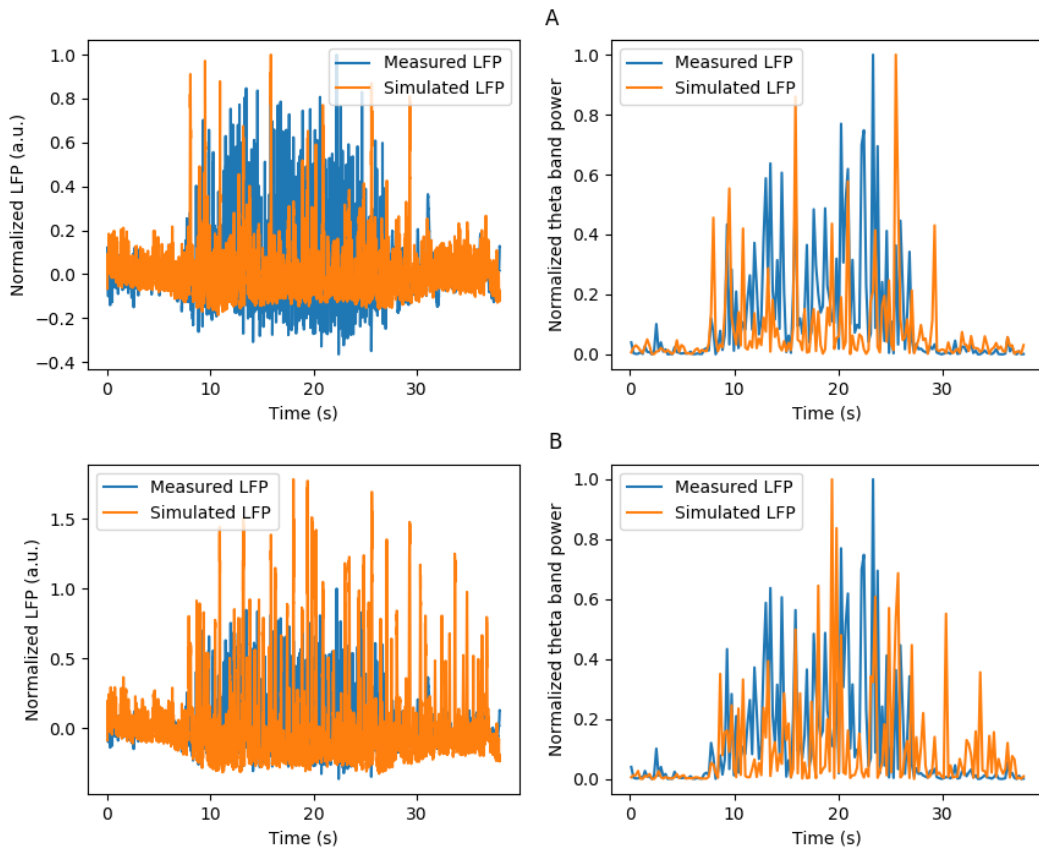 A
Normalized LFP (a.u.)
1.0
0.8
0.6
0.4
0.2
0.0
−0.2
−0.4
Measured LFP
Simulated LFP
0
10
20
30
Time (s)
Normalized theta band power
1.0
0.8
0.6
0.4
0.2
0.0
Measured LFP
Simulated LFP
0
10
20
30
Time (s)
B
Normalized LFP (a.u.)
1.5
1.0
0.5
0.0
Measured LFP
Simulated LFP
0
10
20
30
Time (s)
Normalized theta band power
1.0
0.8
0.6
0.4
0.2
0.0
Measured LFP
Simulated LFP
0
10
20
30
Time (s)